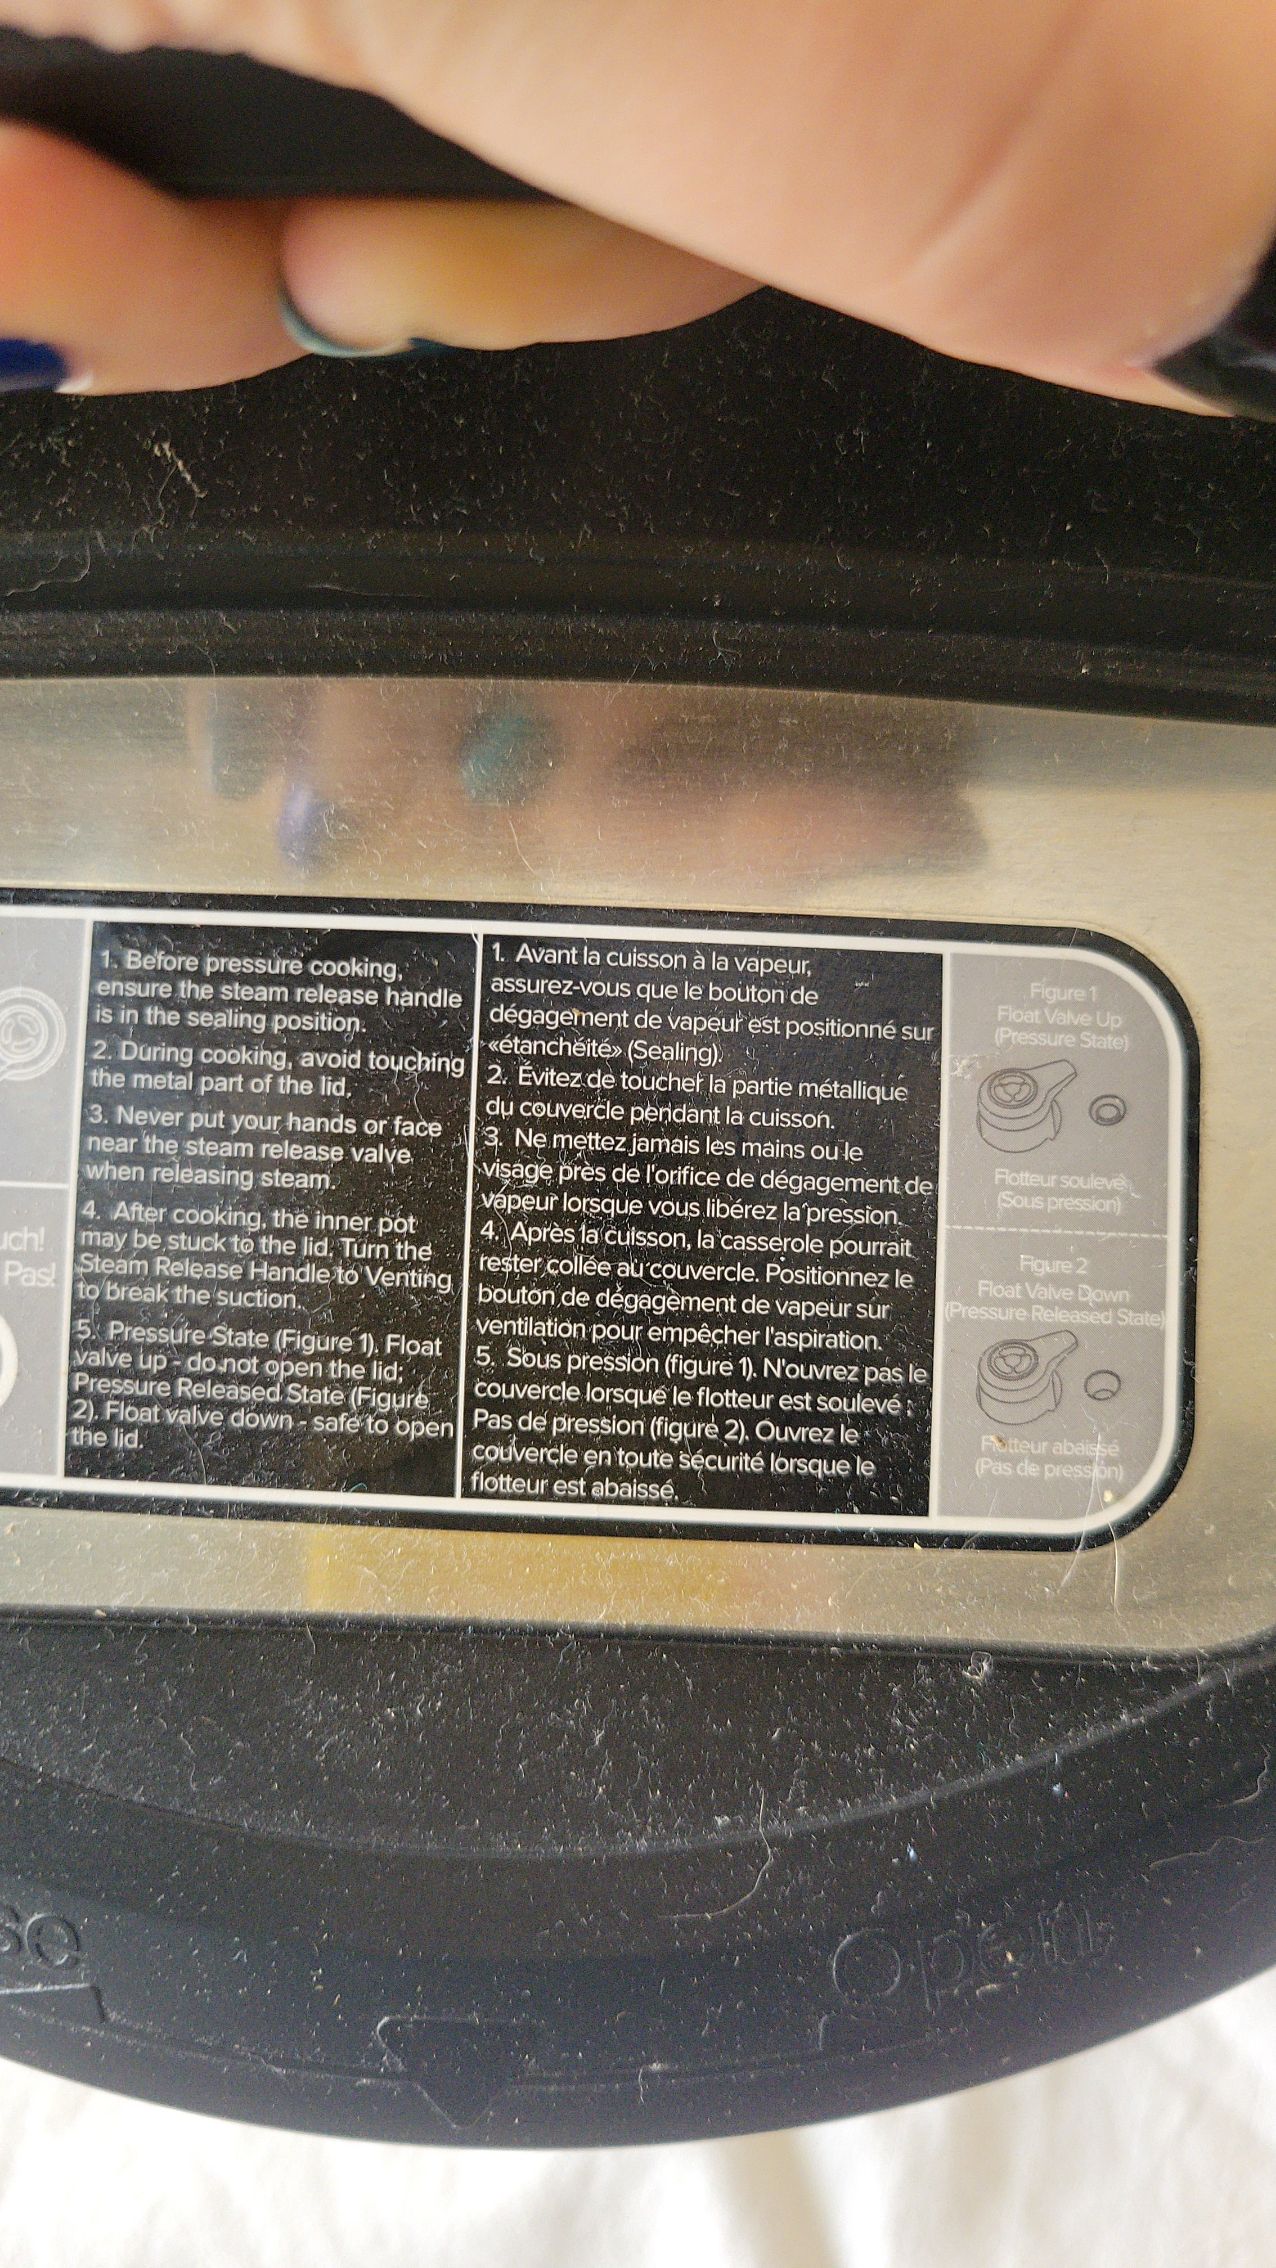 1. Before pressure cooking,
ensure the steam release handle
is in the sealing position.
2. During cooking, avoid touching
the metal part of the lid.
3. Never put your hands or face
near the steam release valve
when releasing steam.
4. After cooking, the inner pot
may be stuck to the lid. Turn the
Steam Release Handle to Venting
to break the suction.
5. Pressure State (Figure 1). Float
valve up - do not open the lid;
Pressure Released State (Figure
2). Float valve down - safe to open
the lid.
1. Avant la cuisson à la vapeur,
assurez-vous que le bouton de
dégagement de vapeur est positionné sur
«étanchéité» (Sealing).
2. Évitez de toucher la partie métallique
du couvercle pendant la cuisson.
3. Ne mettez jamais les mains ou le
visage près de l'orifice de dégagement de
vapeur lorsque vous libérez la pression.
4. Après la cuisson, la casserole pourrait
rester collée au couvercle. Positionnez le
bouton de dégagement de vapeur sur
ventilation pour empêcher l'aspiration.
5. Sous pression (figure 1). N'ouvrez pas le
couvercle lorsque le flotteur est soulevé ;
Pas de pression (figure 2). Ouvrez le
couvercle en toute sécurité lorsque le
flotteur est abaissé.
Figure 1
Float Valve Up
(Pressure State)
Flotteur soulevé
(Sous pression)
Figure 2
Float Valve Down
(Pressure Released State)
Flotteur abaissé
(Pas de pression)
uch!
Pas!
Open